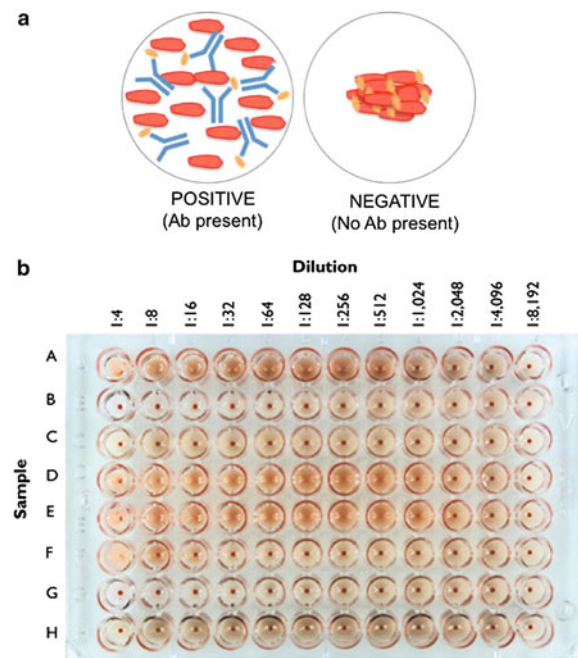 a
POSITIVE
(Ab present)
NEGATIVE
(No Ab present)
b
Dilution
1:4 1:8 1:16 1:32 1:64 1:128 1:256 1:512 1:1,024 1:2,048 1:4,096 1:8,192
Sample
A
B
C
D
E
F
G
H